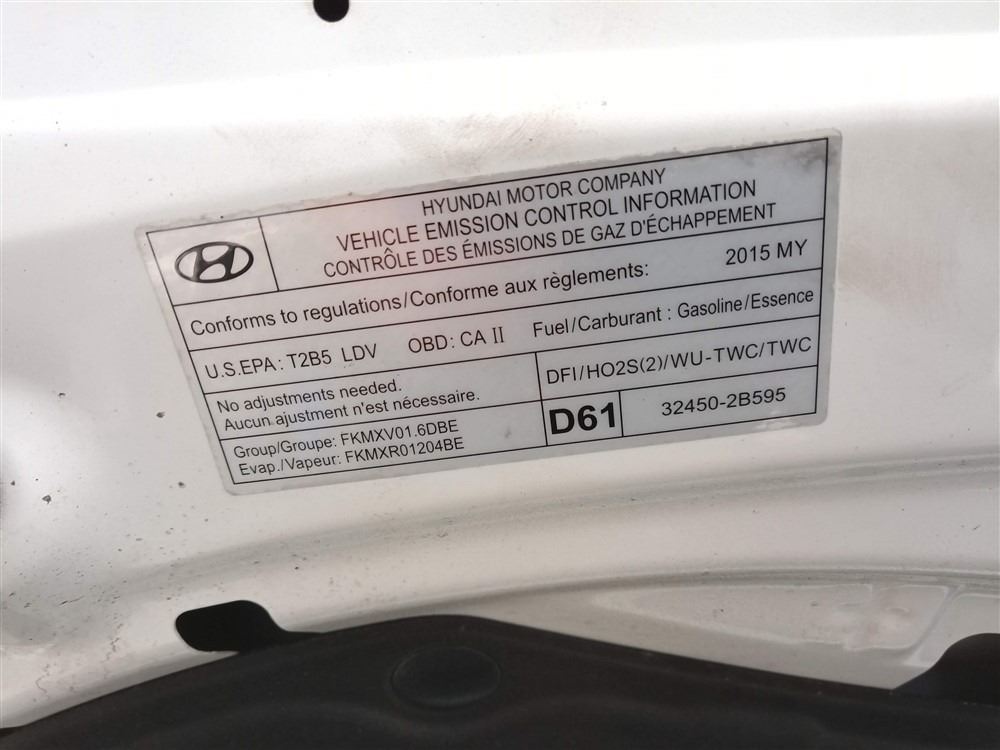 HYUNDAI MOTOR COMPANY
VEHICLE EMISSION CONTROL INFORMATION
CONTRÔLE DES ÉMISSIONS DE GAZ D'ÉCHAPPEMENT
Conforms to regulations/Conforme aux règlements: 2015 MY
U.S.EPA: T2B5 LDV OBD: CA II Fuel/Carburant : Gasoline/Essence
No adjustments needed.
Aucun ajustment n'est nécessaire.
DFI/HO2S(2)/WU-TWC/TWC
Group/Groupe: FKMXV01.6DBE
Evap./Vapeur: FKMXR01204BE
D61
32450-2B595